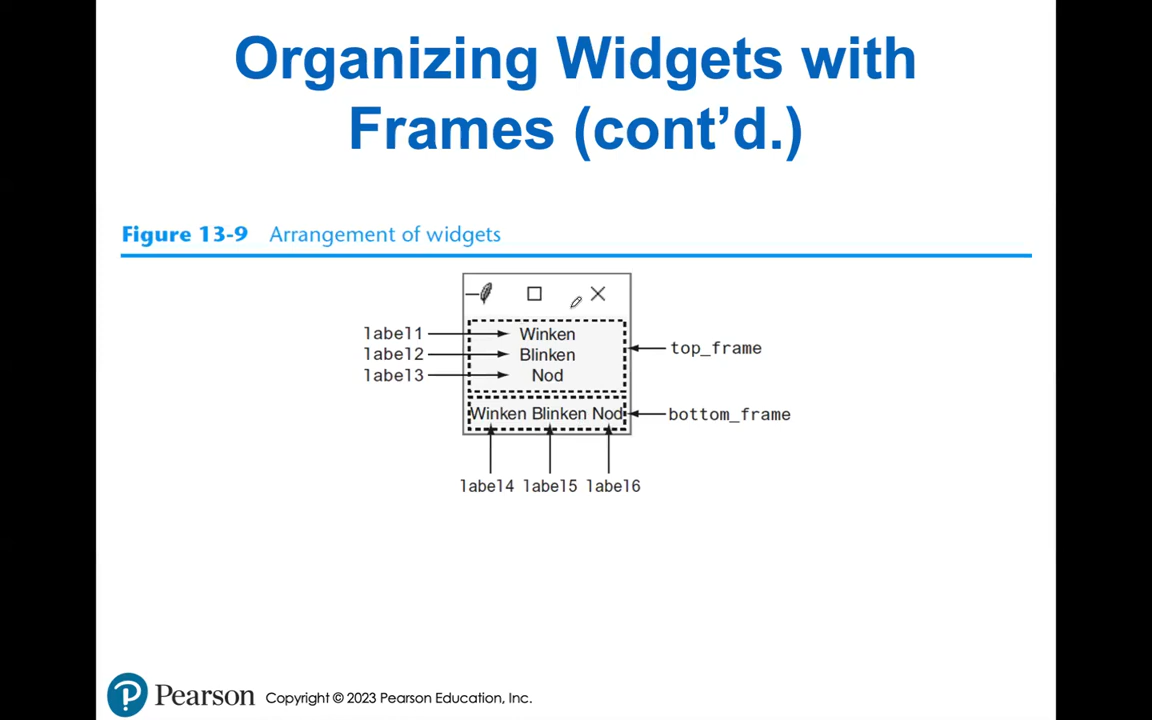 Organizing Widgets with
Frames (cont’d.)
Figure 13-9 Arrangement of widgets
label1
Winken
label2
Blinken
top_frame
label3
Nod
Winken Blinken Nod
bottom_frame
label4 label5 label6
Pearson Copyright © 2023 Pearson Education, Inc.